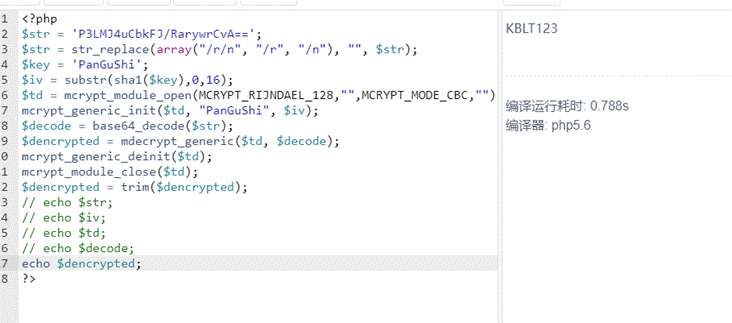 1 <?php
2 $str = 'P3LMJ4uCbkFJ/RarywrCvA==';
3 $str = str_replace(array("/r/n", "/r", "/n"), "", $str);
4 $key = 'PanGuShi';
5 $iv = substr(sha1($key),0,16);
6 $td = mcrypt_module_open(MCRYPT_RIJNDAEL_128,"",MCRYPT_MODE_CBC,"")
7 mcrypt_generic_init($td, "PanGuShi", $iv);
8 $decode = base64_decode($str);
9 $dencrypted = mdecrypt_generic($td, $decode);
0 mcrypt_generic_deinit($td);
1 mcrypt_module_close($td);
2 $dencrypted = trim($dencrypted);
3 // echo $str;
4 // echo $iv;
5 // echo $td;
6 // echo $decode;
7 echo $dencrypted;
8 ?>
KBLT123
编译运行耗时: 0.788s
编译器: php5.6